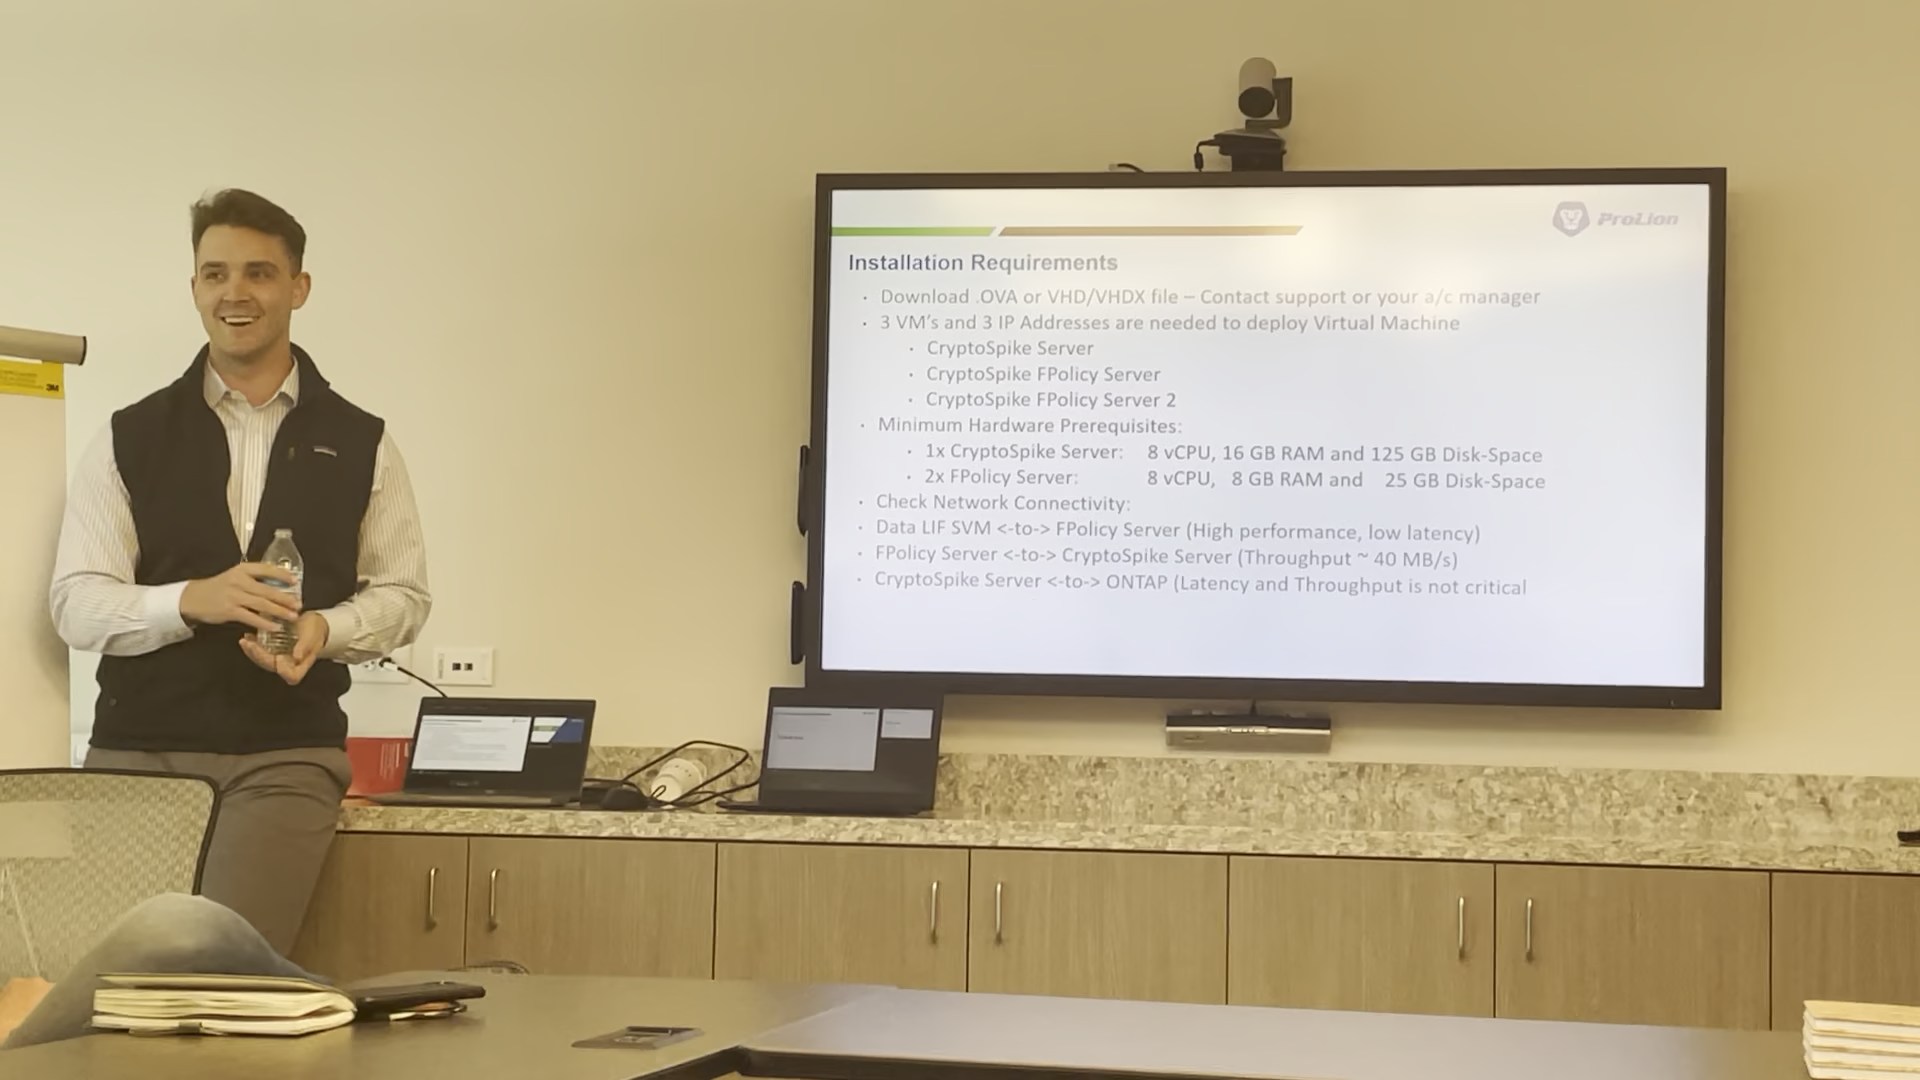 3M
ProLion
Installation Requirements
· Download .OVA or VHD/VHDX file – Contact support or your a/c manager
· 3 VM's and 3 IP Addresses are needed to deploy Virtual Machine
· CryptoSpike Server
· CryptoSpike FPolicy Server
· CryptoSpike FPolicy Server 2
· Minimum Hardware Prerequisites:
· 1x CryptoSpike Server: 8 vCPU, 16 GB RAM and 125 GB Disk-Space
· 2x FPolicy Server: 8 vCPU, 8 GB RAM and 25 GB Disk-Space
· Check Network Connectivity:
· Data LIF SVM <-to-> FPolicy Server (High performance, low latency)
· FPolicy Server <-to-> CryptoSpike Server (Throughput ~ 40 MB/s)
· CryptoSpike Server <-to-> ONTAP (Latency and Throughput is not critical